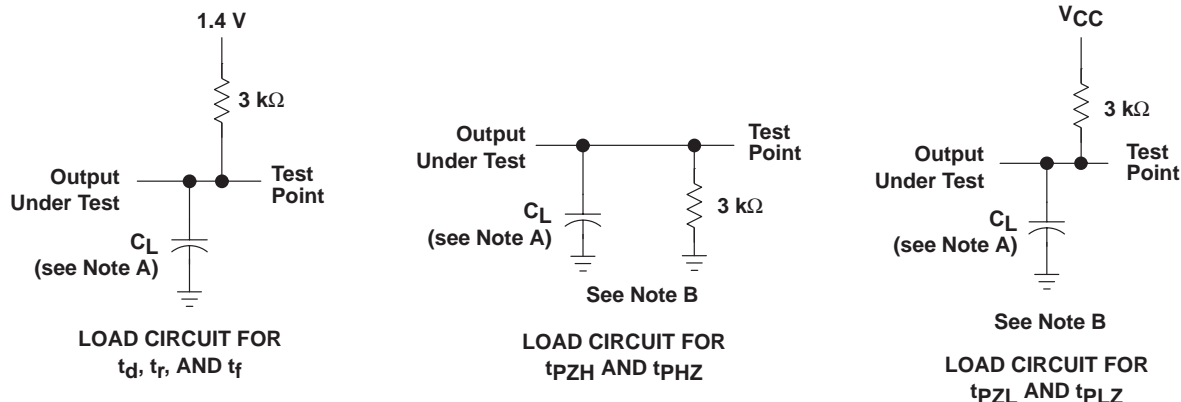 1.4 V
3 kΩ
Output
Under Test
Test
Point
CL
(see Note A)
LOAD CIRCUIT FOR
td, tr, AND tf
Output
Under Test
Test
Point
3 kΩ
CL
(see Note A)
See Note B
LOAD CIRCUIT FOR
tPZH AND tPHZ
VCC
3 kΩ
Output
Under Test
Test
Point
CL
(see Note A)
See Note B
LOAD CIRCUIT FOR
tPZL AND tPLZ